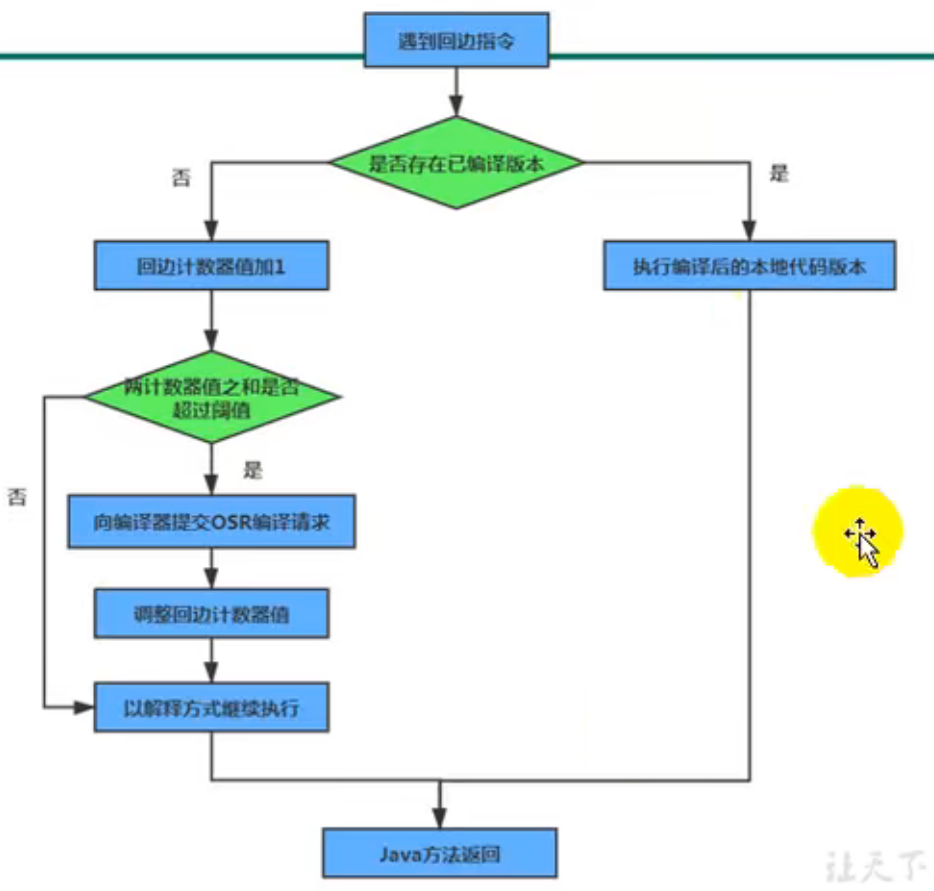 遇到回边指令
是否存在已编译版本
否
是
回边计数器值加1
执行编译后的本地代码版本
两计数器值之和是否
超过阈值
是
否
向编译器提交OSR编译请求
调整回边计数器值
以解释方式继续执行
Java方法返回
让天下